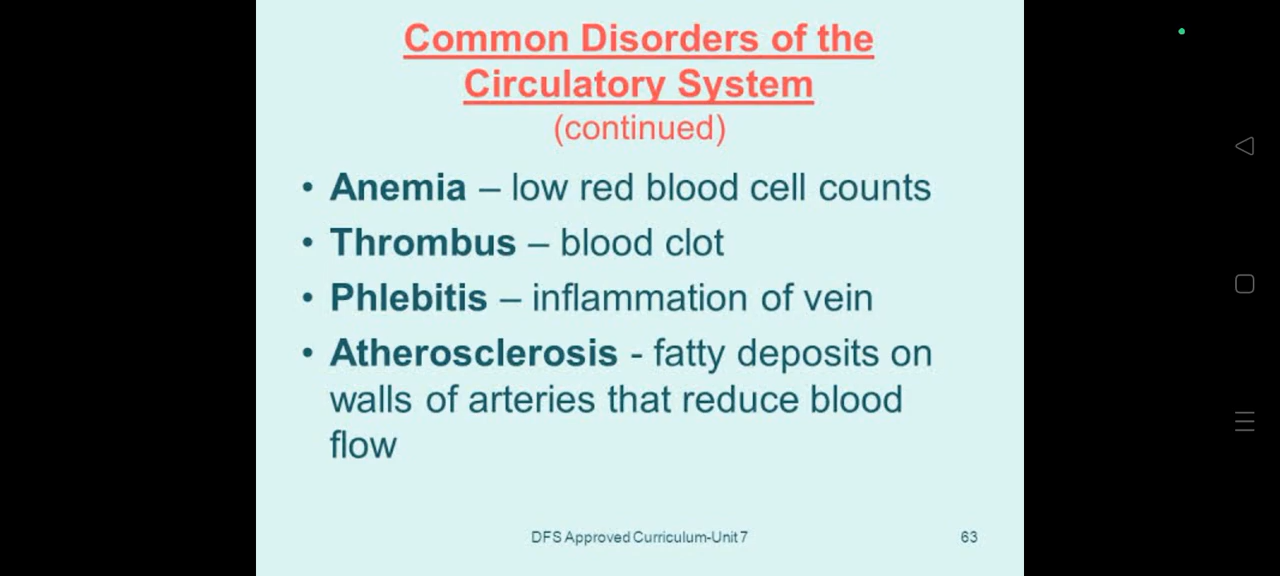 Common Disorders of the
Circulatory System
(continued)
• Anemia – low red blood cell counts
• Thrombus – blood clot
• Phlebitis – inflammation of vein
• Atherosclerosis - fatty deposits on
walls of arteries that reduce blood
flow
DFS Approved Curriculum-Unit 7
63